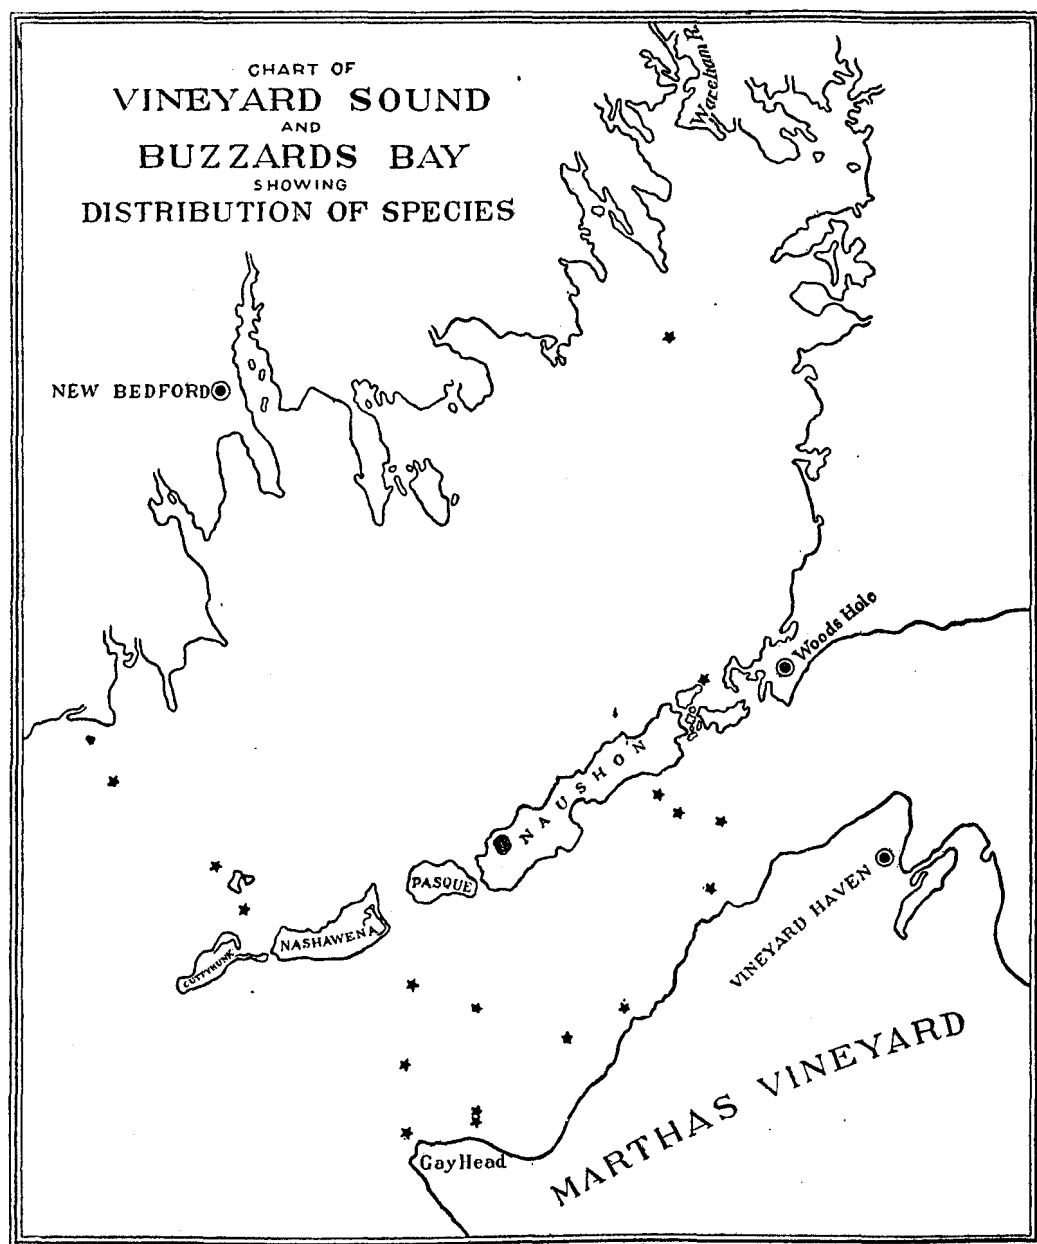 CHART OF
VINEYARD SOUND
AND
BUZZARDS BAY
SHOWING
DISTRIBUTION OF SPECIES
Wareham R.
NEW BEDFORD
Woods Hole
NAUSHON
PASQUE
NASHAWENA
CUTTYHUNK
VINEYARD HAVEN
MARTHAS VINEYARD
Gay Head